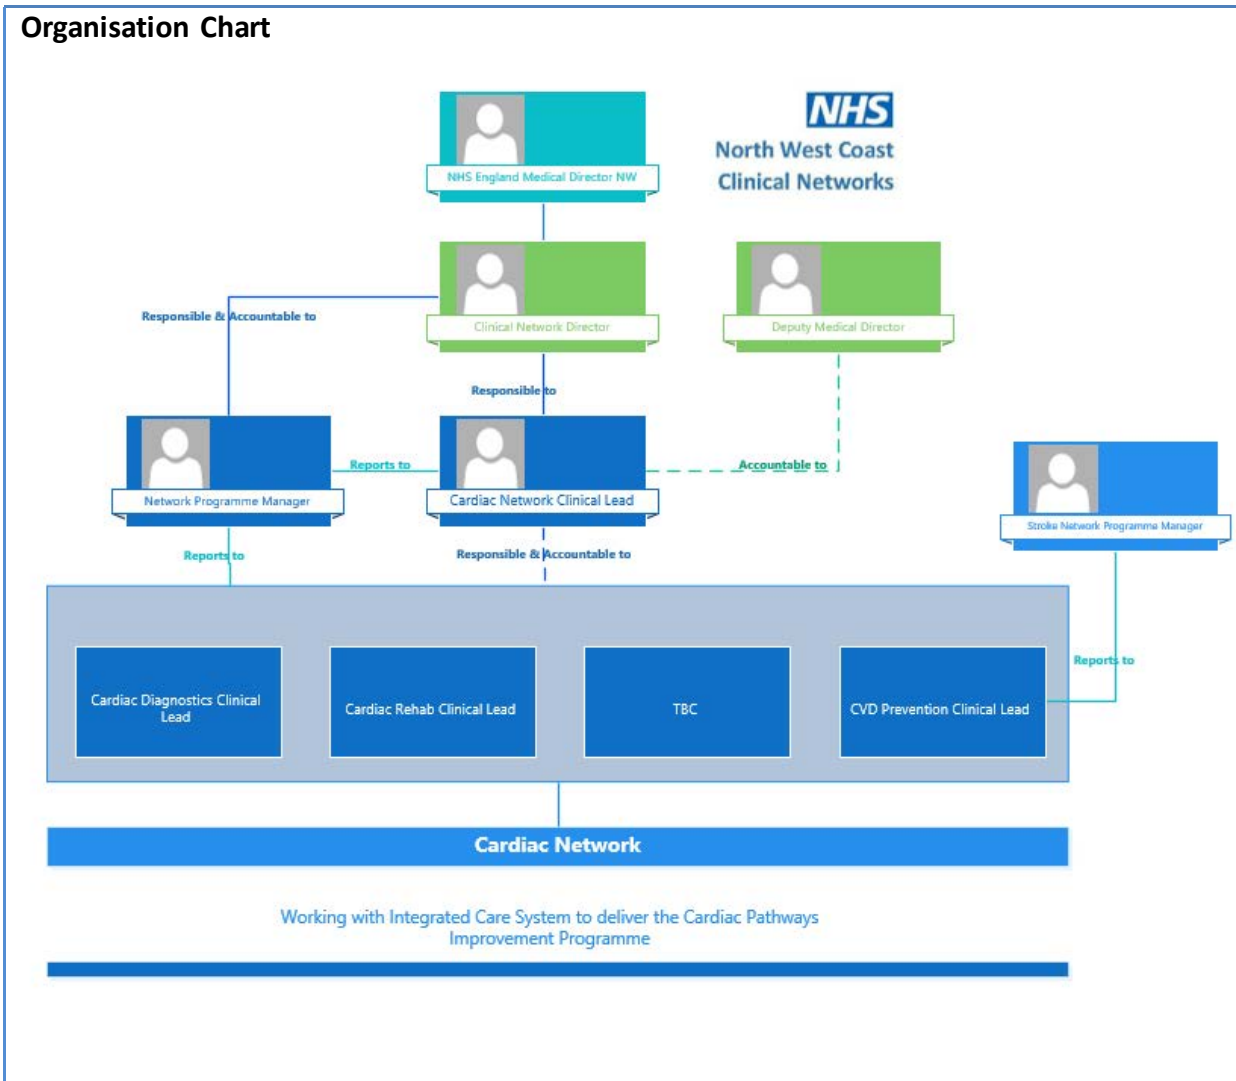 Organisation Chart
NHS
North West Coast
Clinical Networks
NHS England Medical Director NW
Clinical Network Director
Deputy Medical Director
Responsible & Accountable to
Responsible to
Network Programme Manager
Reports to
Cardiac Network Clinical Lead
Accountable to
Stroke Network Programme Manager
Reports to
Responsible & Accountable to
Cardiac Diagnostics Clinical
Lead
Cardiac Rehab Clinical Lead
TBC
CVD Prevention Clinical Lead
Reports to
Cardiac Network
Working with Integrated Care System to deliver the Cardiac Pathways
Improvement Programme